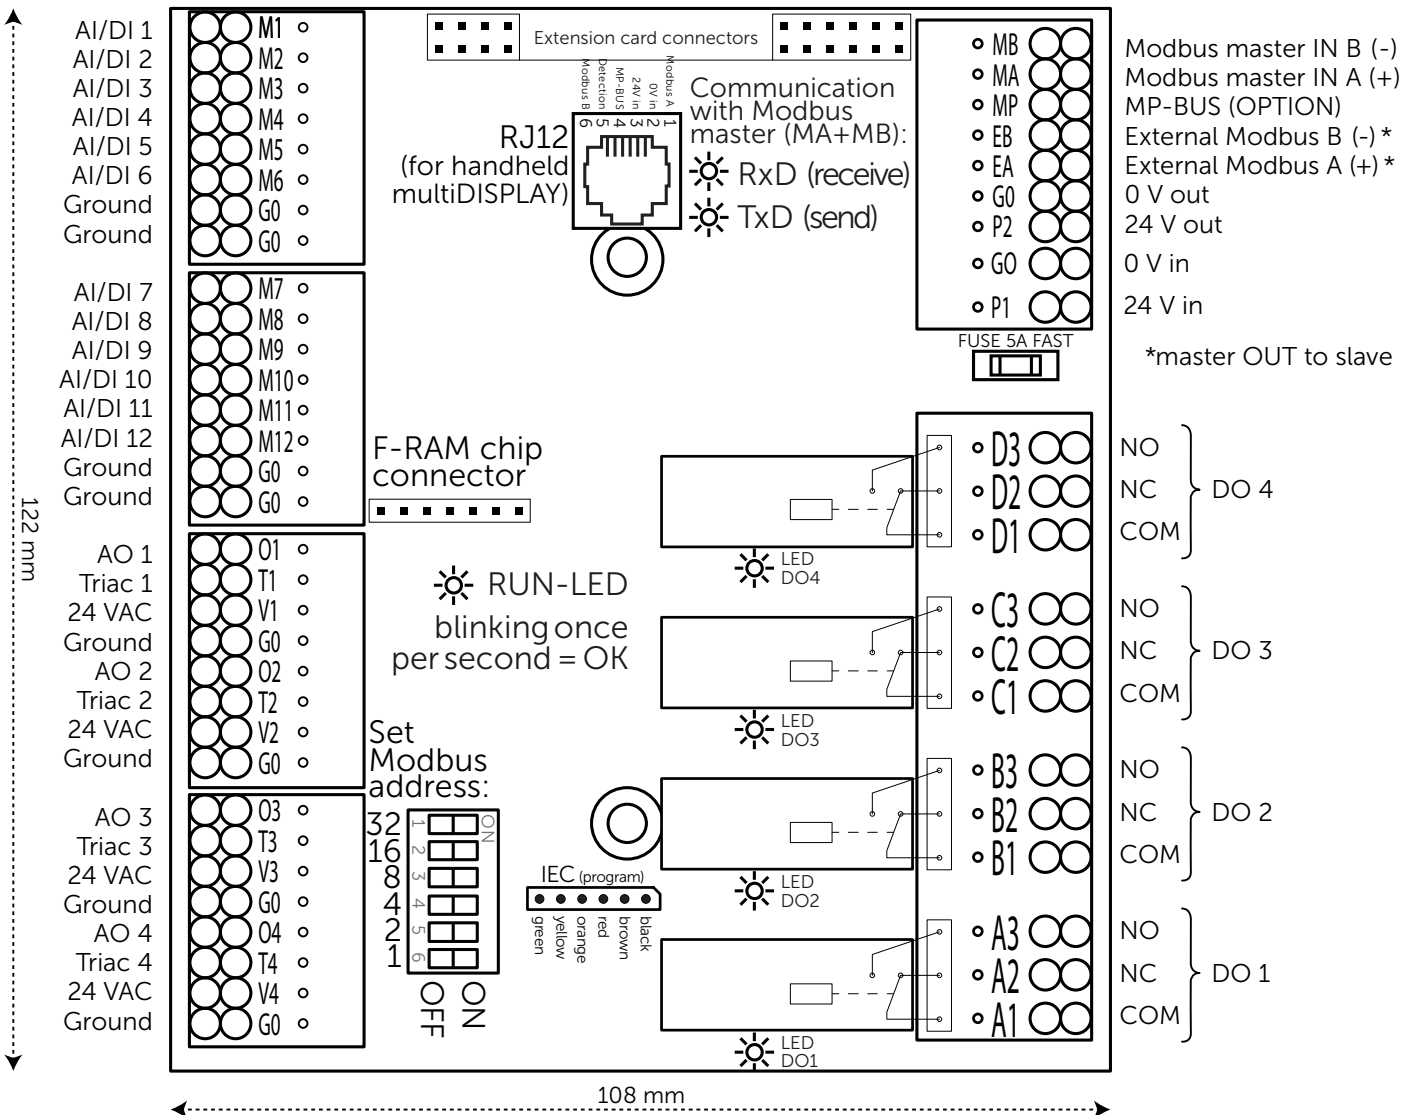 AI/DI 1
AI/DI 2
AI/DI 3
AI/DI 4
AI/DI 5
AI/DI 6
Ground
Ground
M1
M2
M3
M4
M5
M6
G0
G0
AI/DI 7
AI/DI 8
AI/DI 9
AI/DI 10
AI/DI 11
AI/DI 12
Ground
Ground
M7
M8
M9
M10
M11
M12
G0
G0
AO 1
Triac 1
24 VAC
Ground
AO 2
Triac 2
24 VAC
Ground
O1
T1
V1
G0
O2
T2
V2
G0
AO 3
Triac 3
24 VAC
Ground
AO 4
Triac 4
24 VAC
Ground
O3
T3
V3
G0
O4
T4
V4
G0
122 mm
108 mm
Extension card connectors
Modbus B
Detection
MP-BUS
24V in
0V in
Modbus A
6 5 4 3 2 1
RJ12
(for handheld
multiDISPLAY)
Communication
with Modbus
master (MA+MB):
RxD (receive)
TxD (send)
F-RAM chip
connector
RUN-LED
blinking once
per second = OK
Set
Modbus
address:
32
16
8
4
2
1
1
2
3
4
5
6
ON
OFF
ON
IEC (program)
green
yellow
orange
red
brown
black
LED
DO4
LED
DO3
LED
DO2
LED
DO1
MB
MA
MP
EB
EA
G0
P2
GO
P1
Modbus master IN B (-)
Modbus master IN A (+)
MP-BUS (OPTION)
External Modbus B (-) *
External Modbus A (+) *
0 V out
24 V out
0 V in
24 V in
FUSE 5A FAST
*master OUT to slave
D3
D2
D1
NO
NC
COM
DO 4
C3
C2
C1
NO
NC
COM
DO 3
B3
B2
B1
NO
NC
COM
DO 2
A3
A2
A1
NO
NC
COM
DO 1